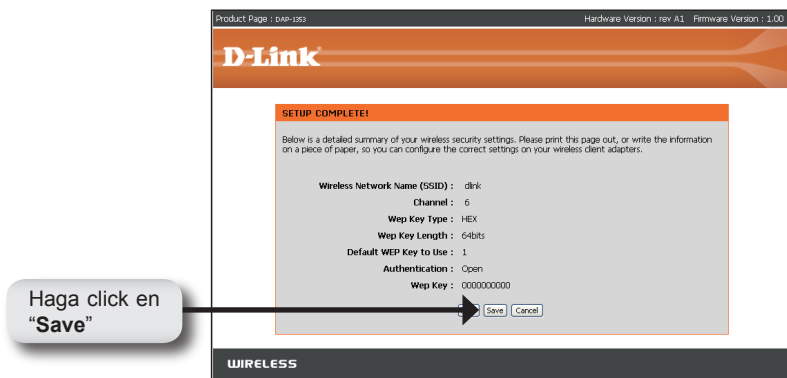 Product Page : DAP-1353 Hardware Version : rev A1 Firmware Version : 1.00
D-Link
SETUP COMPLETE!
Below is a detailed summary of your wireless security settings. Please print this page out, or write the information
on a piece of paper, so you can configure the correct settings on your wireless client adapters.
Wireless Network Name (SSID) : dlink
Channel : 6
Wep Key Type : HEX
Wep Key Length : 64bits
Default WEP Key to Use : 1
Authentication : Open
Wep Key : 0000000000
Save Cancel
Haga click en
“Save”
WIRELESS